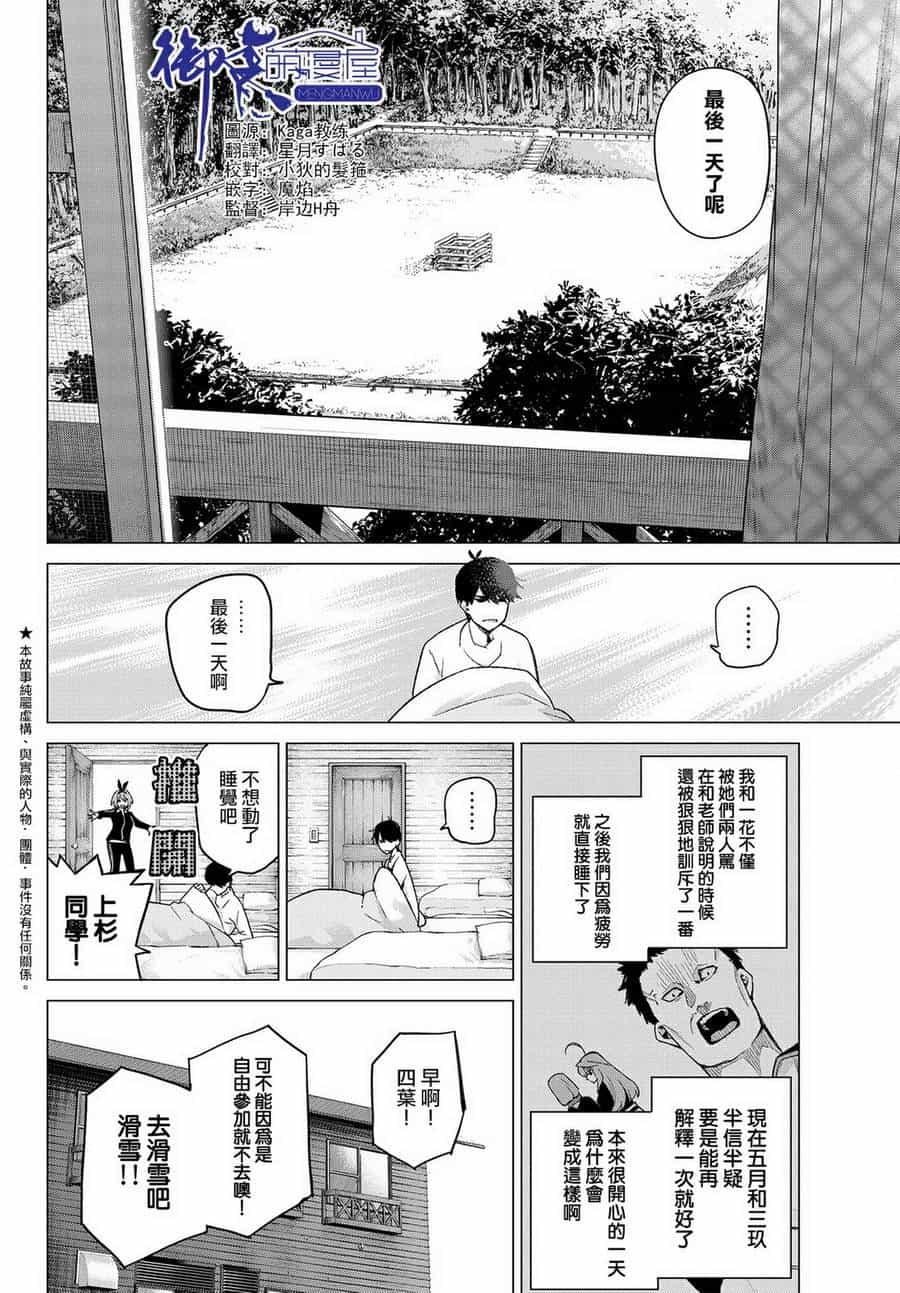 御萌漫屋
MENGMANWU
圖源：Kaga教练
翻譯：星月すばる
校對：小狄的髮箍
嵌字：魔焰
監督：岸边H舟
最後一天了呢
……
……
最後一天啊
我和一花不僅
被她們兩人罵
在和老師說明的時候
還被狠狠地訓斥了一番
之後我們因為疲勞
就直接睡下了
現在五月和三玖
半信半疑
要是能再
解釋一次就好了
本來很開心的一天
為什麼會
變成這樣啊
……
不想動了
睡覺吧
推開
上杉
同學！
早啊！
四葉！
可不能因為是
自由參加就不去噢！
去滑雪吧
滑雪！！
★本故事純屬虛構、與實際的人物．團體．事件沒有任何關係。